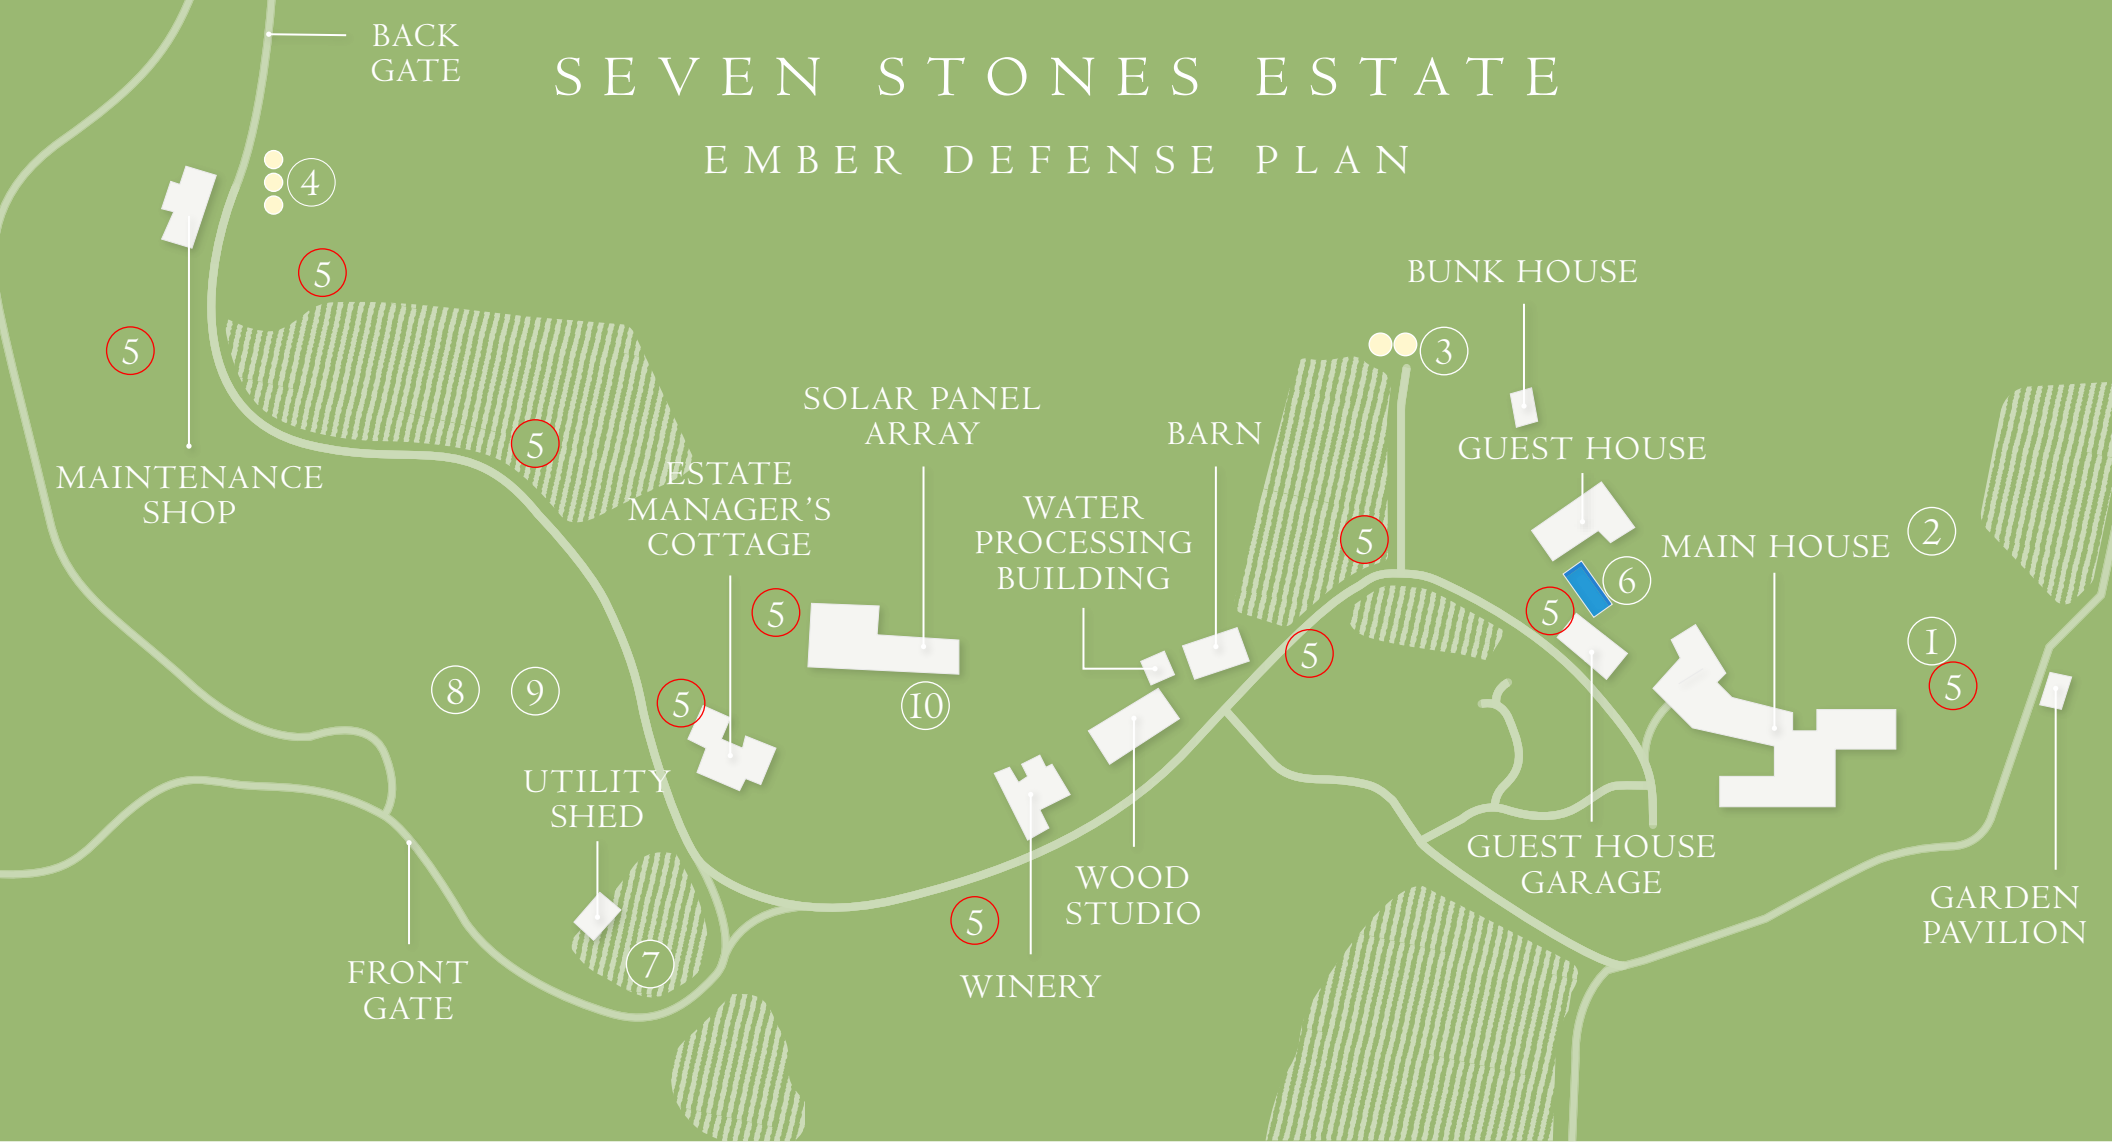 BACK
GATE
SEVEN STONES ESTATE
EMBER DEFENSE PLAN
4
5
BUNK HOUSE
5
3
SOLAR PANEL
ARRAY
BARN
5
GUEST HOUSE
MAINTENANCE
SHOP
ESTATE
MANAGER'S
COTTAGE
WATER
PROCESSING
BUILDING
5
MAIN HOUSE
2
6
5
5
5
1
5
8
9
5
5
10
UTILITY
SHED
GUEST HOUSE
GARAGE
WOOD
STUDIO
GARDEN
PAVILION
5
7
FRONT
GATE
WINERY